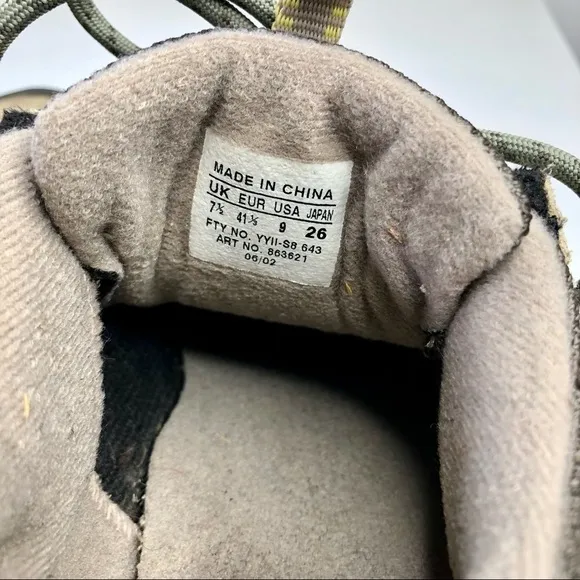 MADE IN CHINA
UK EUR USA JAPAN
7½ 41⅓ 9 26
FTY NO. YYII-S8 643
ART NO. 863621
06/02